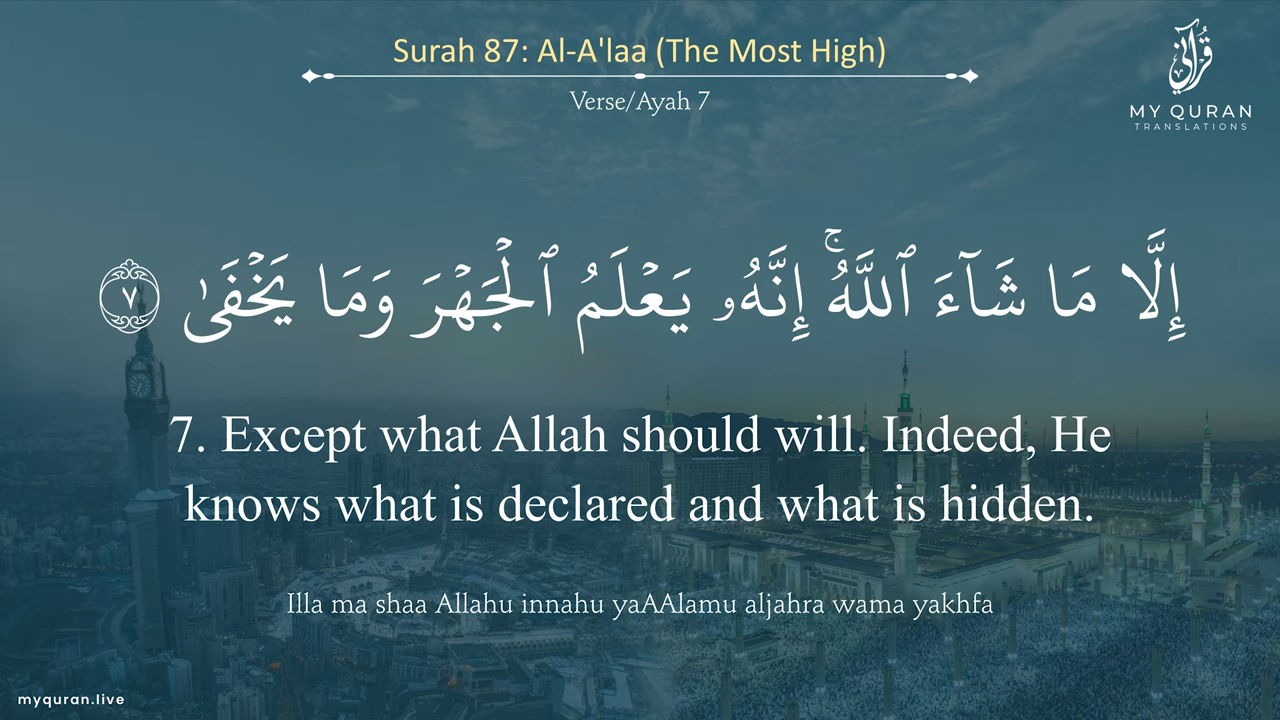 Surah 87: Al-A'laa (The Most High)
Verse/Ayah 7
قرآني
MY QURAN
TRANSLATIONS
إِلَّا مَا شَآءَ ٱللَّهُۚ إِنَّهُۥ يَعْلَمُ ٱلْجَهْرَ وَمَا يَخْفَىٰ ٧
7. Except what Allah should will. Indeed, He
knows what is declared and what is hidden.
Illa ma shaa Allahu innahu yaAAlamu aljahra wama yakhfa
myquran.live